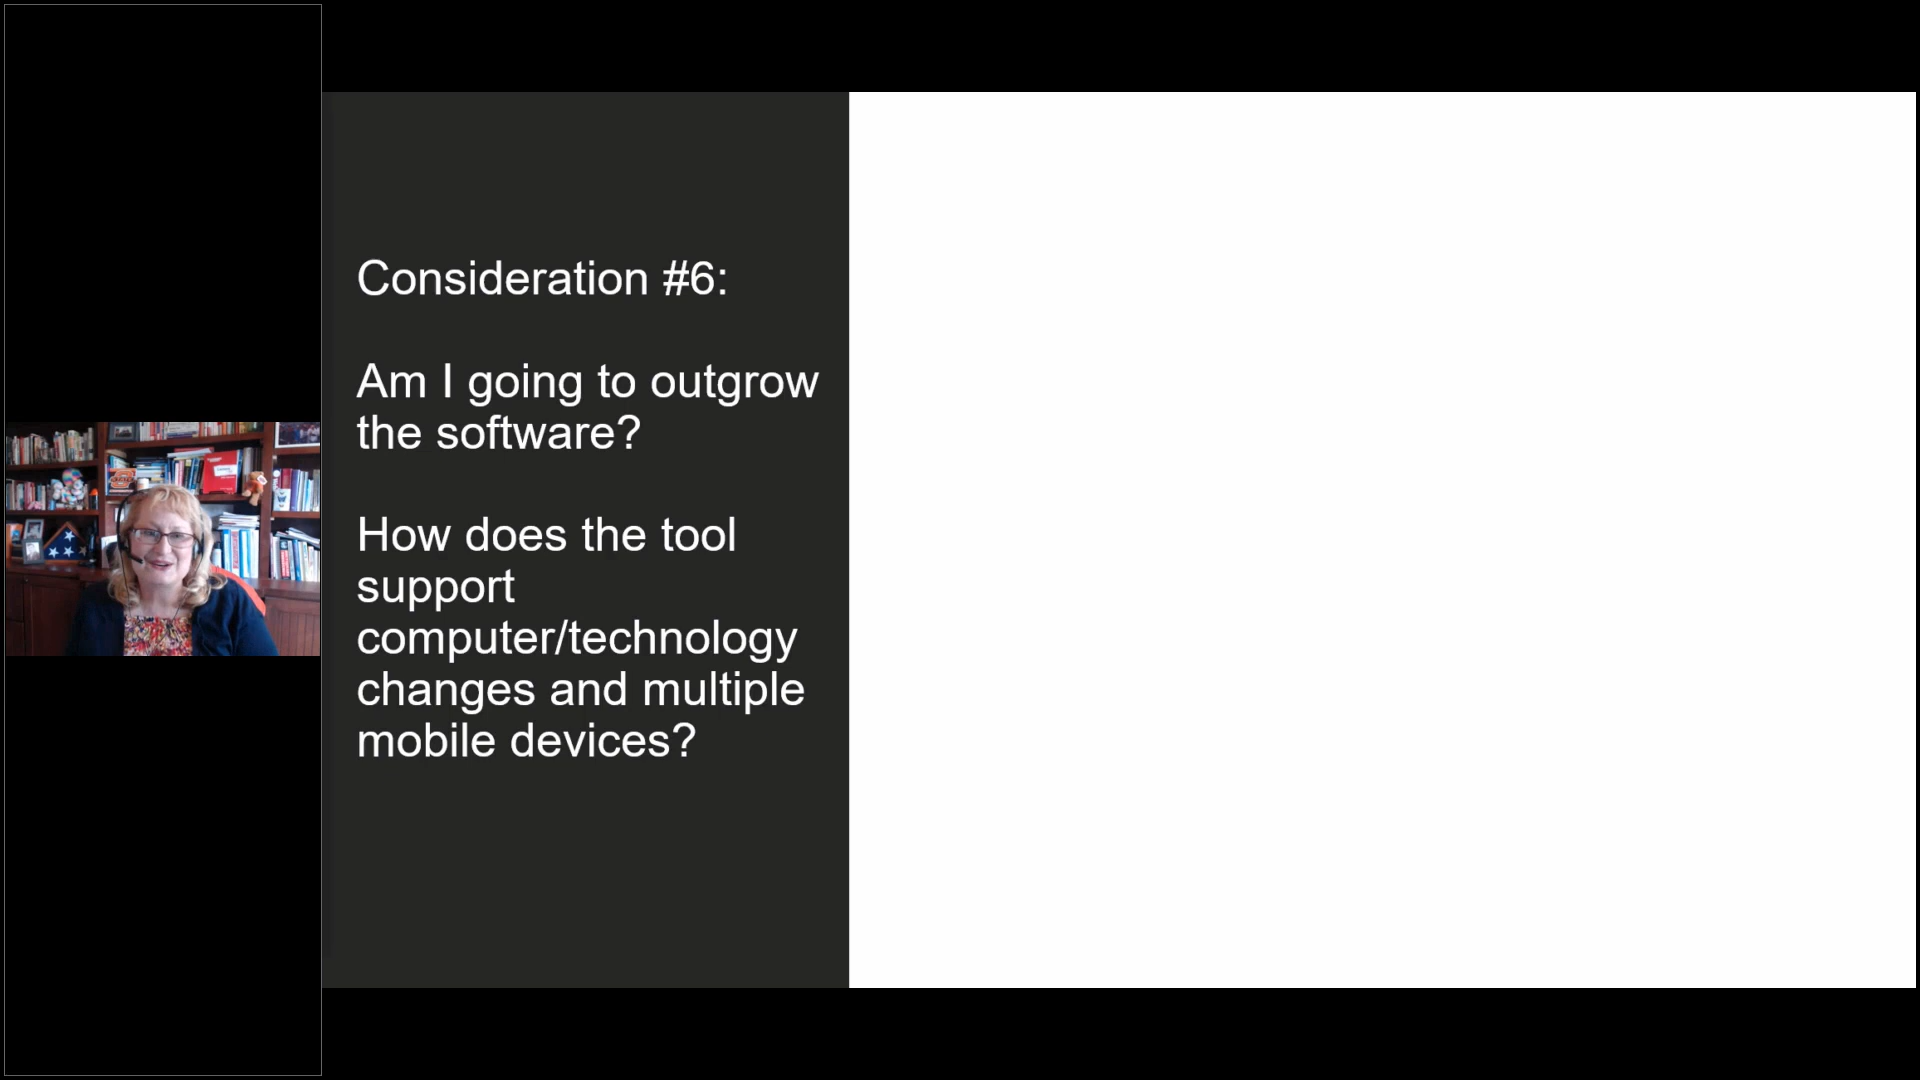 Consideration #6:
Am I going to outgrow
the software?
How does the tool
support
computer/technology
changes and multiple
mobile devices?